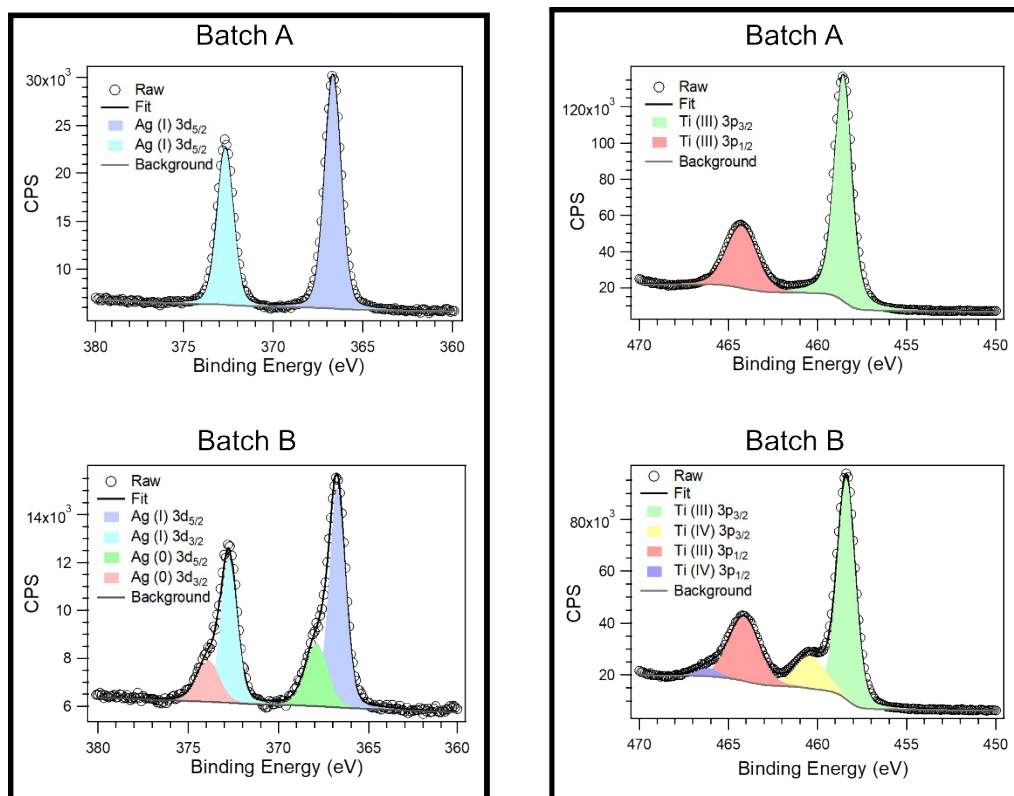 Batch A
30x10³
25
20
15
10
CPS
Raw
Fit
Ag (I) 3d5/2
Ag (I) 3d5/2
Background
380 375 370 365 360
Binding Energy (eV)
Batch B
14x10³
12
10
8
6
CPS
Raw
Fit
Ag (I) 3d5/2
Ag (I) 3d3/2
Ag (0) 3d5/2
Ag (0) 3d3/2
Background
380 375 370 365 360
Binding Energy (eV)
Batch A
120x10³
100
80
60
40
20
CPS
Raw
Fit
Ti (III) 3p3/2
Ti (III) 3p1/2
Background
470 465 460 455 450
Binding Energy (eV)
Batch B
80x10³
60
40
20
CPS
Raw
Fit
Ti (III) 3p3/2
Ti (IV) 3p3/2
Ti (III) 3p1/2
Ti (IV) 3p1/2
Background
470 465 460 455 450
Binding Energy (eV)